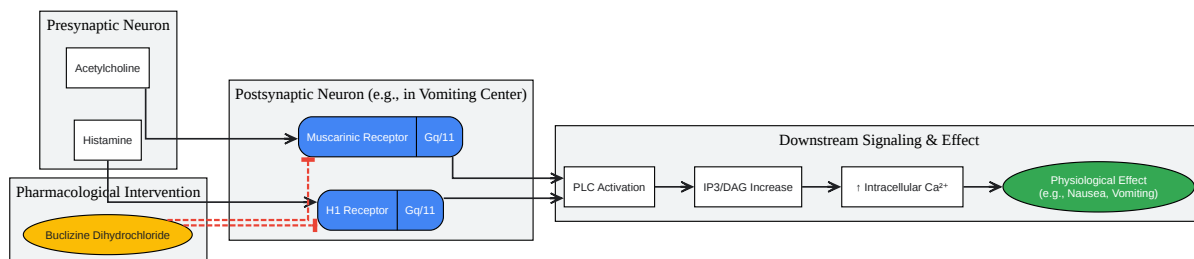 Presynaptic Neuron
Acetylcholine
Histamine
Pharmacological Intervention
Buclizine Dihydrochloride
Postsynaptic Neuron (e.g., in Vomiting Center)
Muscarinic Receptor
Gq/11
H1 Receptor
Gq/11
Downstream Signaling & Effect
PLC Activation
IP3/DAG Increase
↑ Intracellular Ca²⁺
Physiological Effect
(e.g., Nausea, Vomiting)